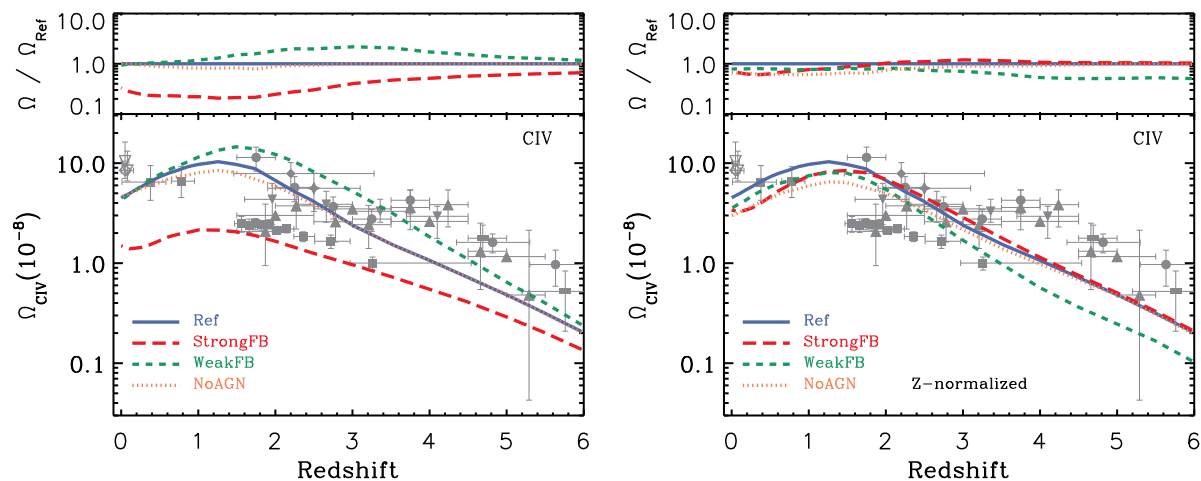 Ω / Ω_Ref
10.0
1.0
0.1
CIV
Ω_CIV(10^-8)
10.0
1.0
0.1
Ref
StrongFB
WeakFB
NoAGN
0 1 2 3 4 5 6
Redshift
Ω / Ω_Ref
10.0
1.0
0.1
CIV
Ω_CIV(10^-8)
10.0
1.0
0.1
Ref
StrongFB
WeakFB
NoAGN Z-normalized
0 1 2 3 4 5 6
Redshift